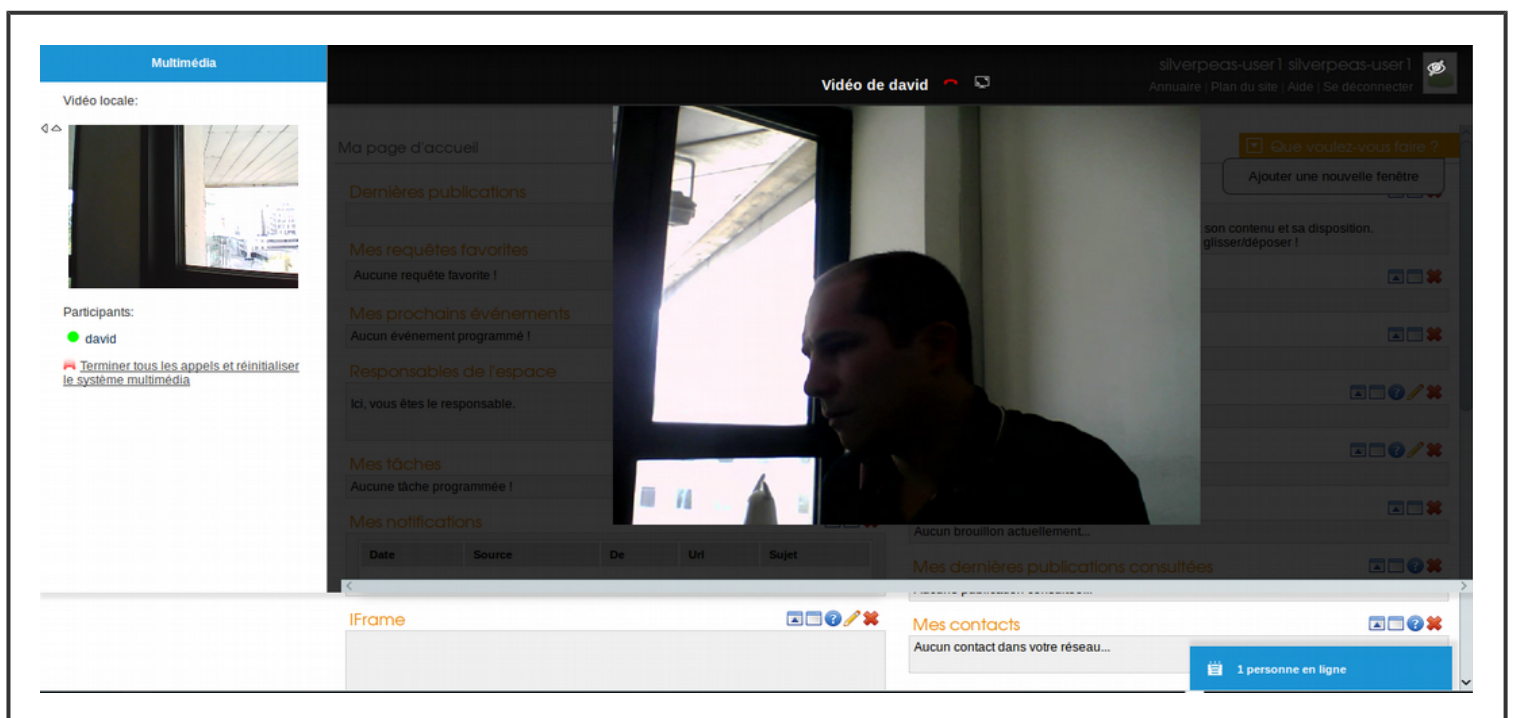 Multimédia
Vidéo locale:
Participants:
david
Terminer tous les appels et réinitialiser
le système multimédia
Vidéo de david
silverpeas-user1 silverpeas-user1
Annuaire | Plan du site | Aide | Se déconnecter
Ma page d'accueil
Que voulez-vous faire ?
Ajouter une nouvelle fenêtre
Dernières publications
son contenu et sa disposition.
glisser/déposer !
Mes requêtes favorites
Aucune requête favorite !
Mes prochains événements
Aucun événement programmé !
Responsables de l'espace
Ici, vous êtes le responsable.
Mes tâches
Aucune tâche programmée !
Mes notifications
Date Source De Url Sujet
Aucun brouillon actuellement...
Mes dernières publications consultées
Aucune publication consultée...
IFrame
Mes contacts
Aucun contact dans votre réseau...
1 personne en ligne